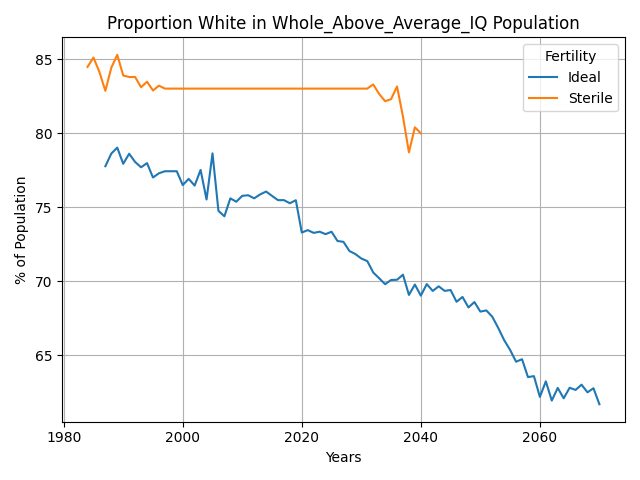 Proportion White in Whole_Above_Average_IQ Population
% of Population
85
80
75
70
65
1980
2000
2020
2040
2060
Years
Fertility
Ideal
Sterile